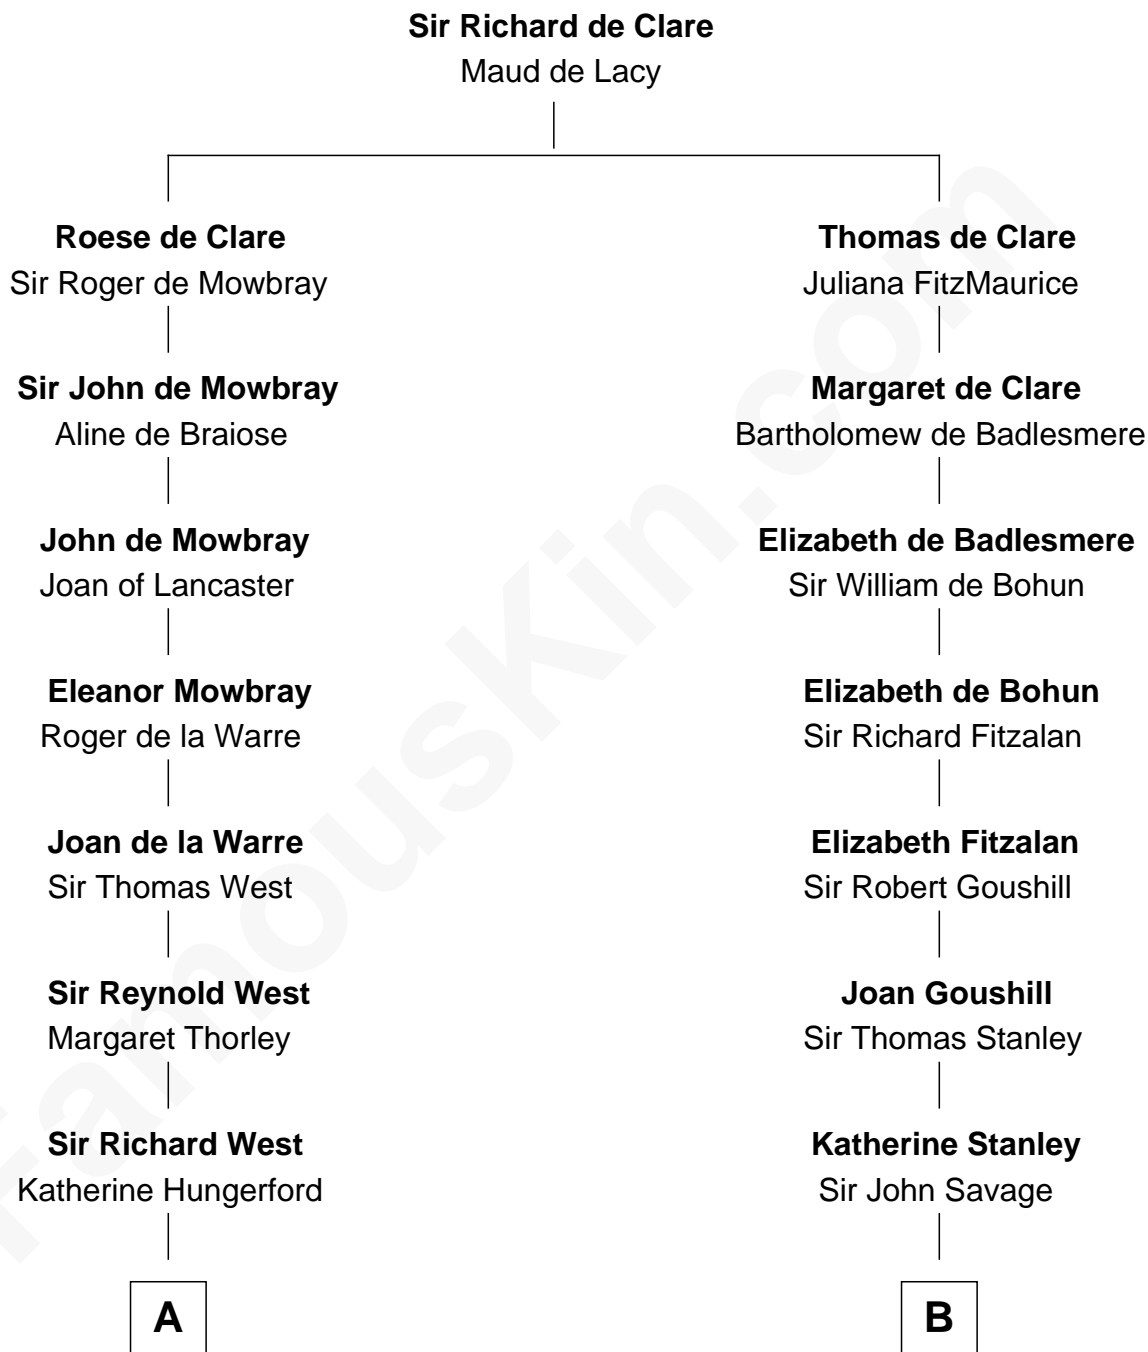 Sir Richard de Clare
Maud de Lacy
Roese de Clare
Sir Roger de Mowbray
Thomas de Clare
Juliana FitzMaurice
Sir John de Mowbray
Aline de Braiose
Margaret de Clare
Bartholomew de Badlesmere
John de Mowbray
Joan of Lancaster
Elizabeth de Badlesmere
Sir William de Bohun
Eleanor Mowbray
Roger de la Warre
Elizabeth de Bohun
Sir Richard Fitzalan
Joan de la Warre
Sir Thomas West
Elizabeth Fitzalan
Sir Robert Goushill
Sir Reynold West
Margaret Thorley
Joan Goushill
Sir Thomas Stanley
Sir Richard West
Katherine Hungerford
Katherine Stanley
Sir John Savage
A
B
FamousKin.com